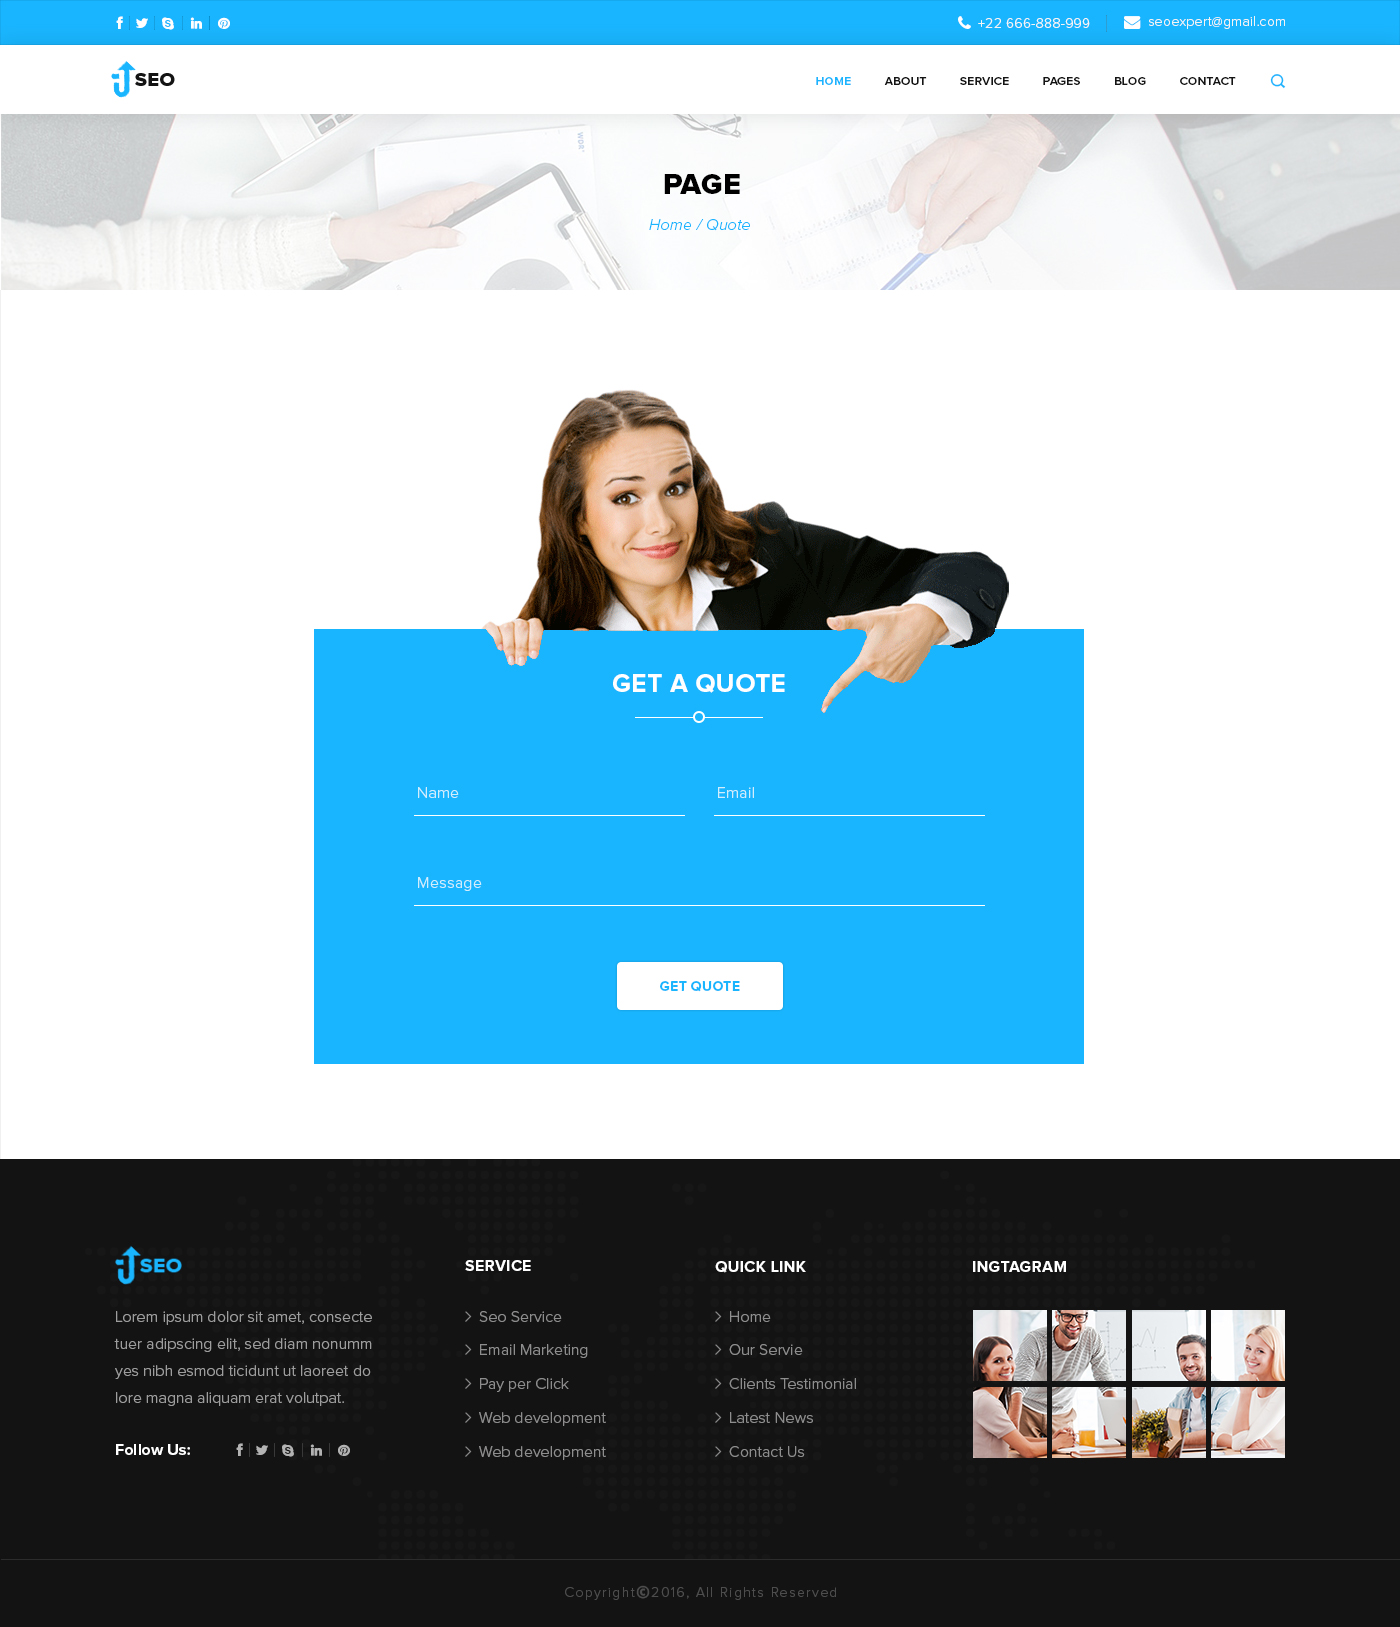 +22 666-888-999
seoexpert@gmail.com
SEO
HOME ABOUT SERVICE PAGES BLOG CONTACT
PAGE
Home / Quote
GET A QUOTE
Name
Email
Message
GET QUOTE
SEO
Lorem ipsum dolor sit amet, consecte
tuer adipscing elit, sed diam nonumm
yes nibh esmod ticidunt ut laoreet do
lore magna aliquam erat volutpat.
Follow Us:
SERVICE
Seo Service
Email Marketing
Pay per Click
Web development
Web development
QUICK LINK
Home
Our Servie
Clients Testimonial
Latest News
Contact Us
INGTAGRAM
Copyright©2016, All Rights Reserved